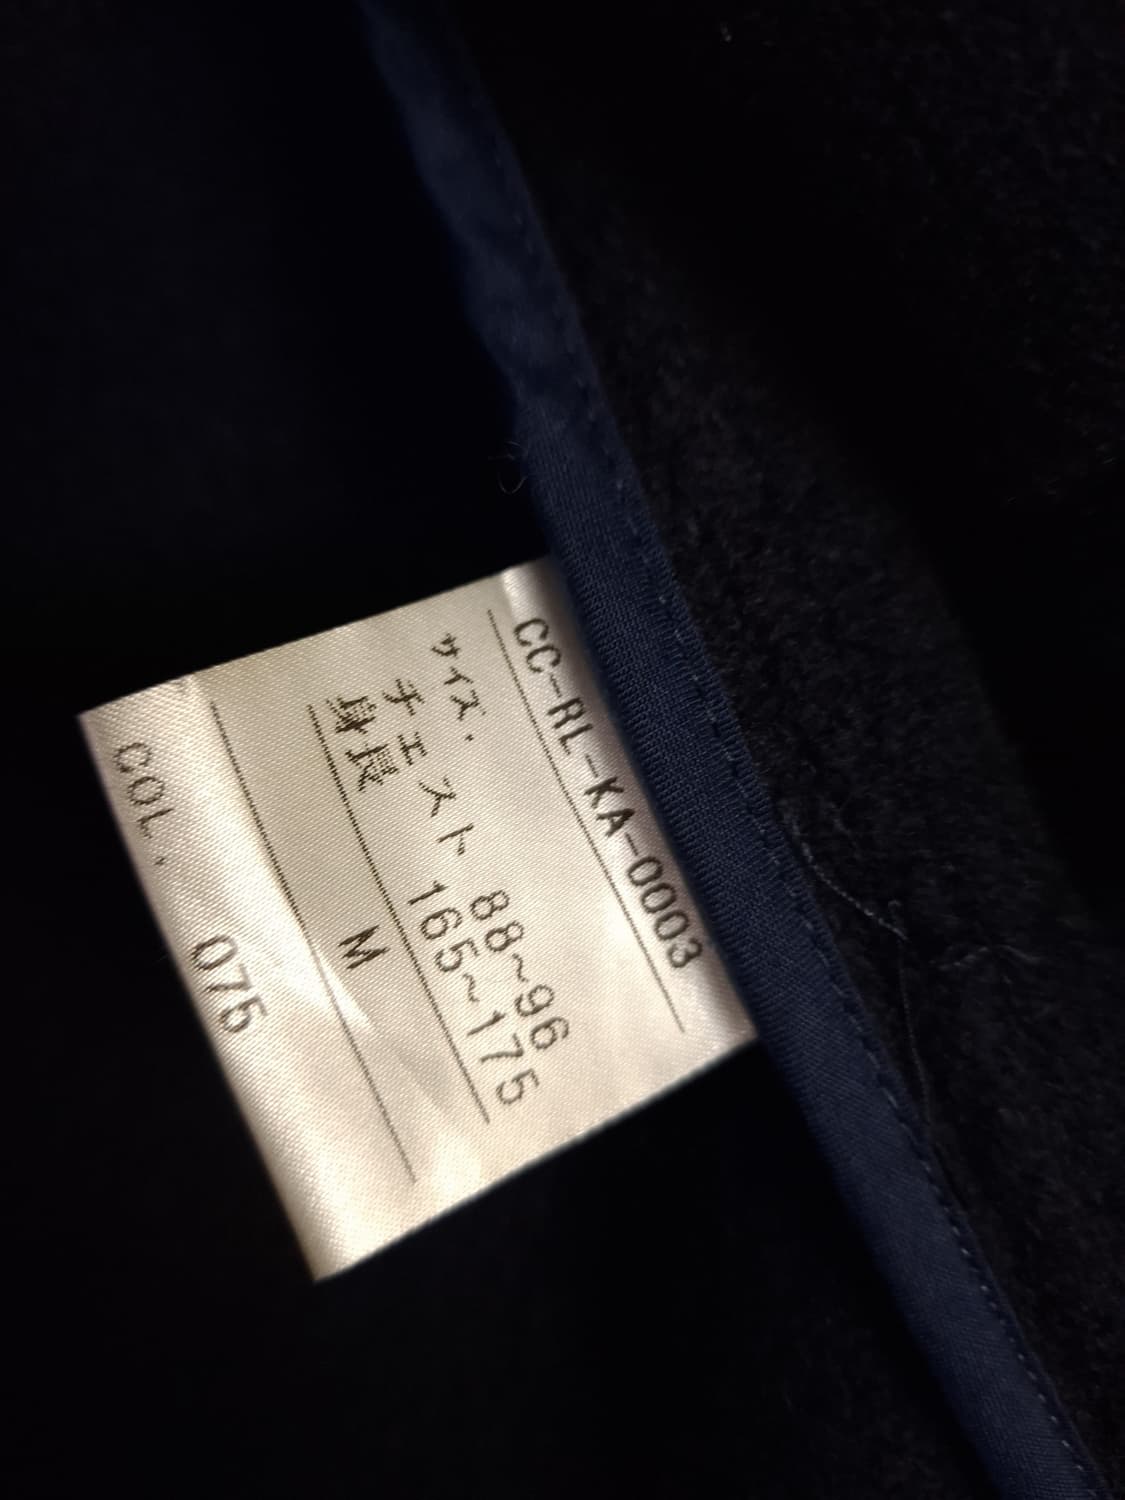 CC-RL-KA-0003
サイズ.
チェスト 88~96
身長 165~175
M
COL. 075